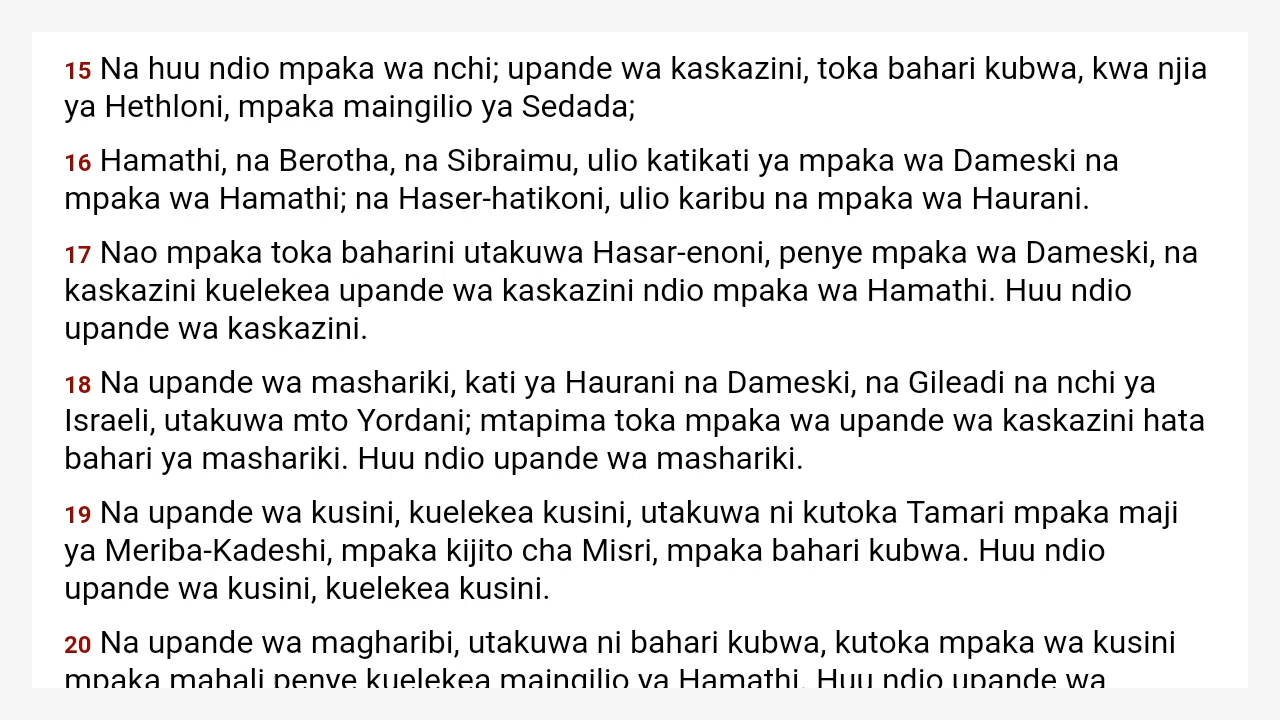 15 Na huu ndio mpaka wa nchi; upande wa kaskazini, toka bahari kubwa, kwa njia
ya Hethloni, mpaka maingilio ya Sedada;
16 Hamathi, na Berotha, na Sibraimu, ulio katikati ya mpaka wa Dameski na
mpaka wa Hamathi; na Haser-hatikoni, ulio karibu na mpaka wa Haurani.
17 Nao mpaka toka baharini utakuwa Hasar-enoni, penye mpaka wa Dameski, na
kaskazini kuelekea upande wa kaskazini ndio mpaka wa Hamathi. Huu ndio
upande wa kaskazini.
18 Na upande wa mashariki, kati ya Haurani na Dameski, na Gileadi na nchi ya
Israeli, utakuwa mto Yordani; mtapima toka mpaka wa upande wa kaskazini hata
bahari ya mashariki. Huu ndio upande wa mashariki.
19 Na upande wa kusini, kuelekea kusini, utakuwa ni kutoka Tamari mpaka maji
ya Meriba-Kadeshi, mpaka kijito cha Misri, mpaka bahari kubwa. Huu ndio
upande wa kusini, kuelekea kusini.
20 Na upande wa magharibi, utakuwa ni bahari kubwa, kutoka mpaka wa kusini
mpaka mahali penye kuelekea maingilio ya Hamathi. Huu ndio upande wa